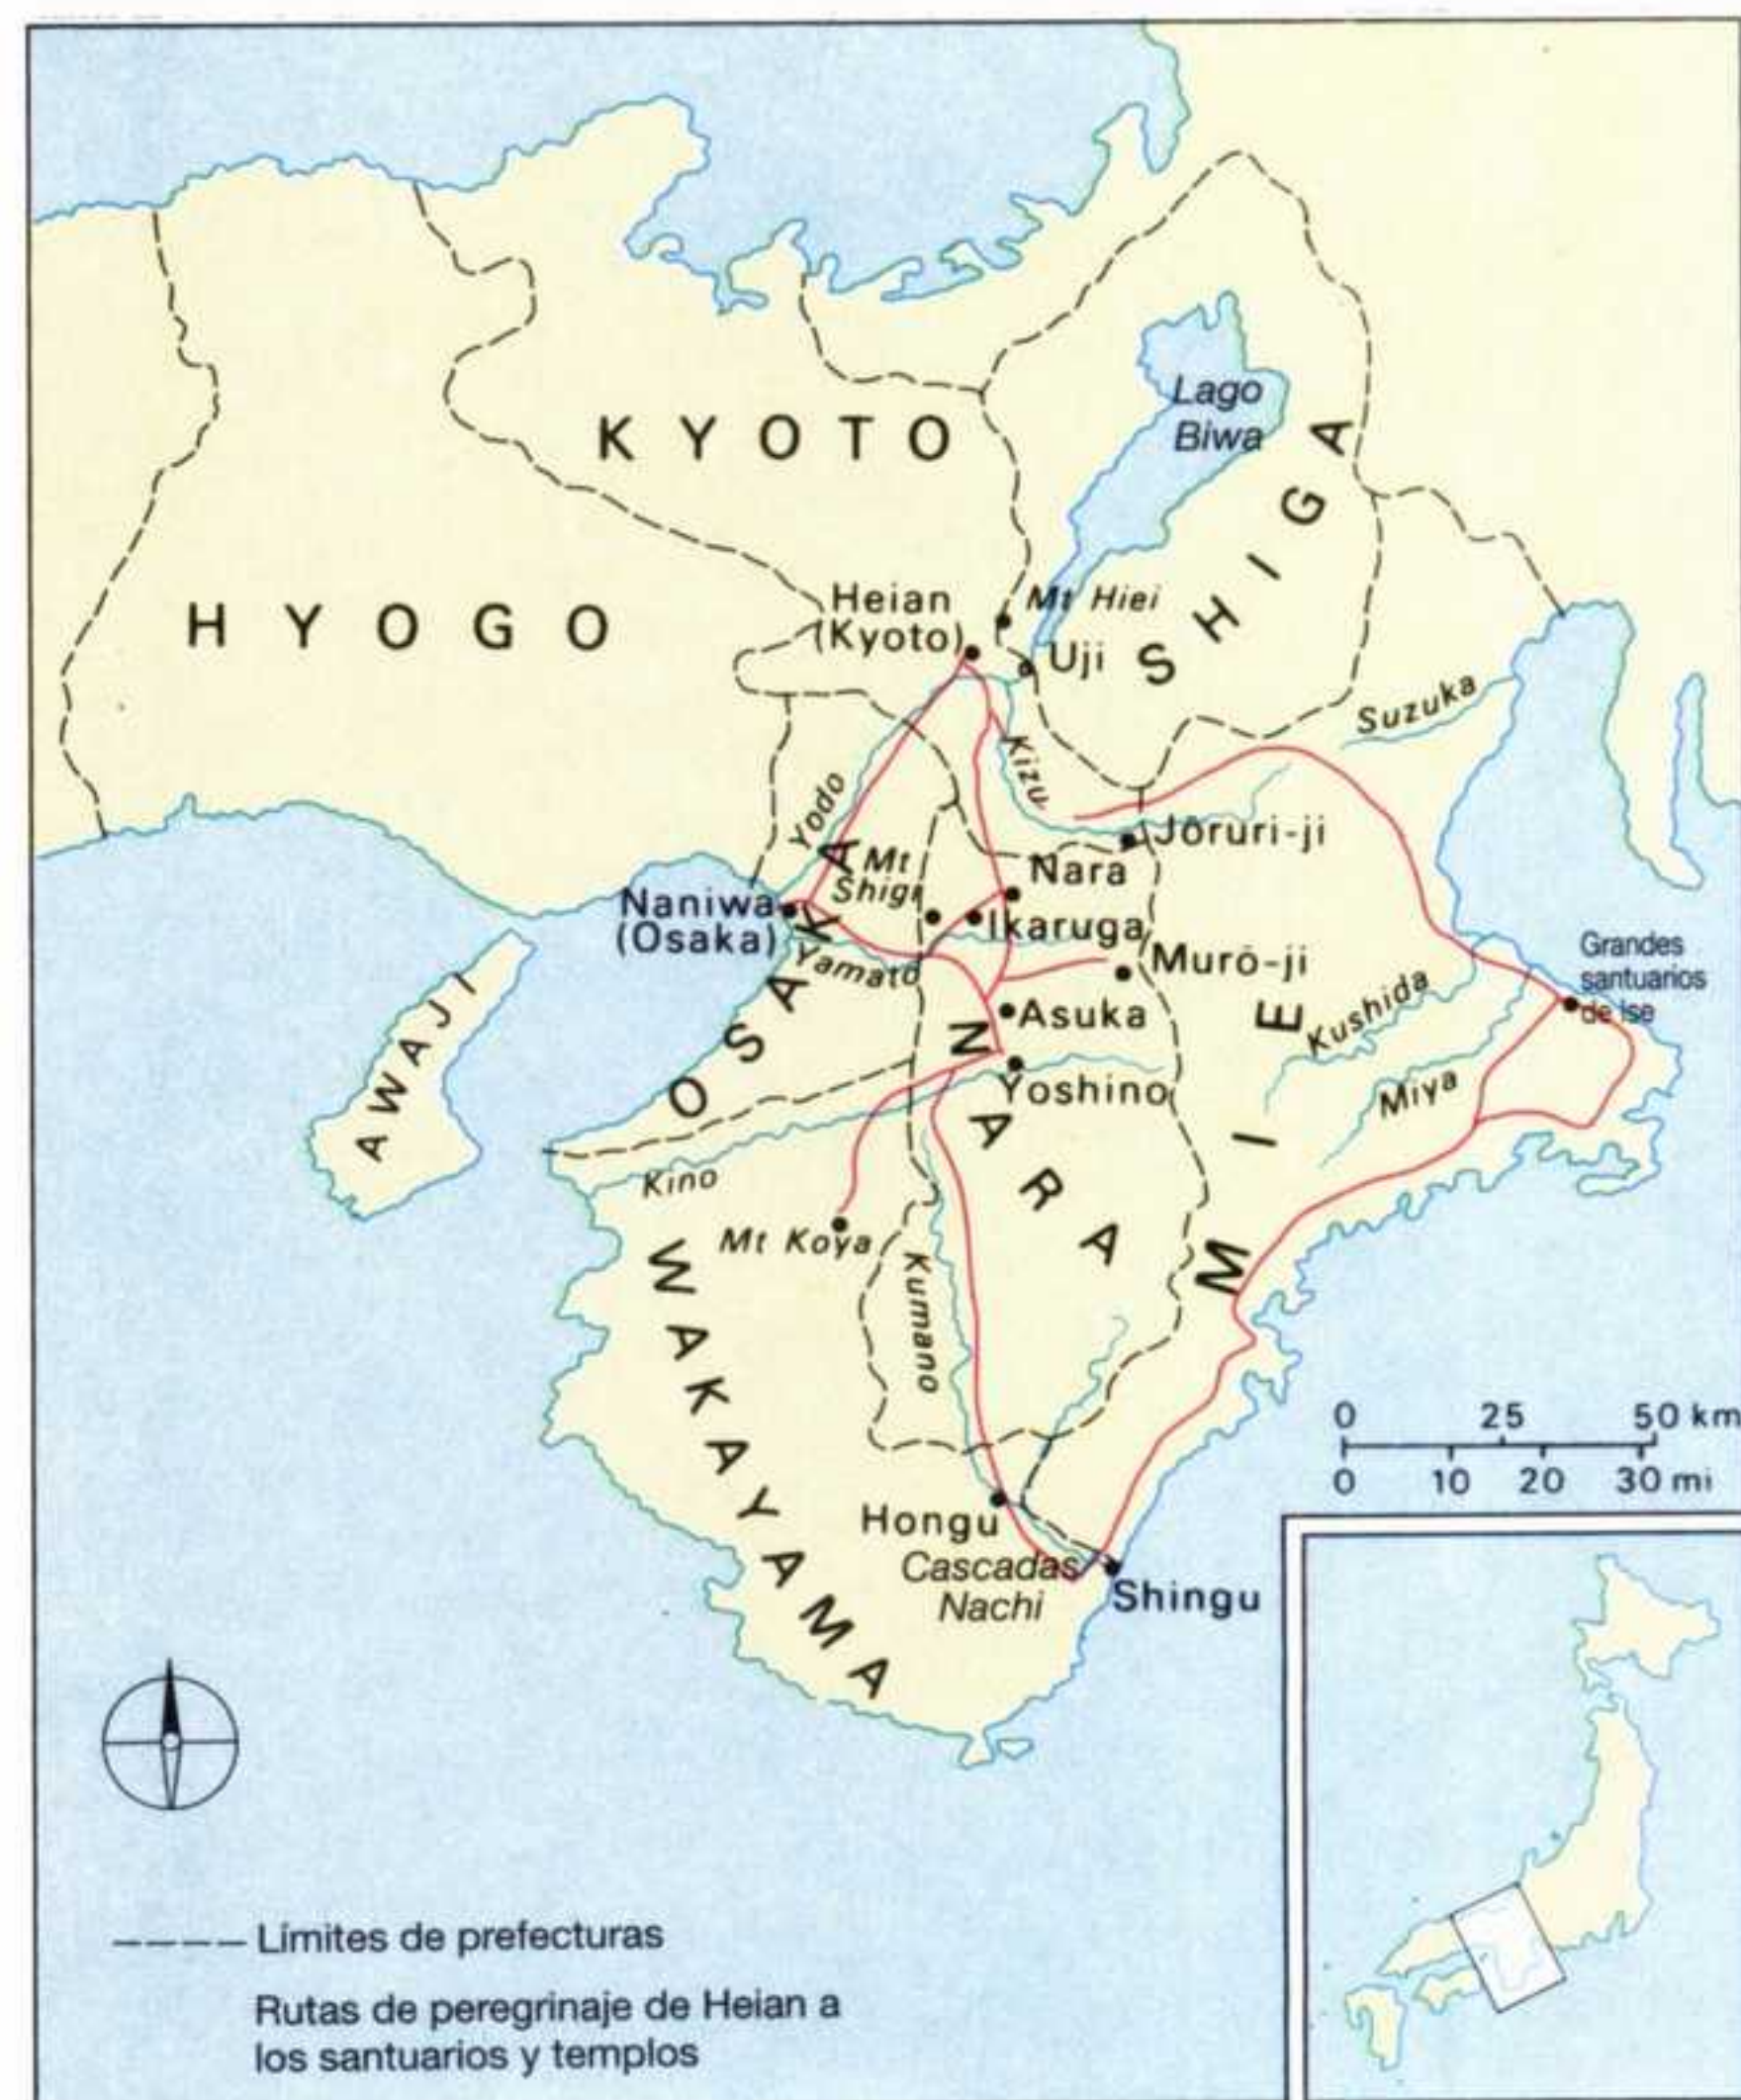 KYOTO
Lago
Biwa
SHIGA
HYOGO
Heian
(Kyoto)
Mt Hiei
Uji
Suzuka
Kizu
Yodo
Jōruri-ji
Mt
Shigi
Nara
Naniwa
(Osaka)
Ikaruga
Yamato
Murō-ji
Grandes
santuarios
de Ise
AWAJI
OSAKA
Asuka
Kushida
Yoshino
Miya
NARA
MIE
Kino
Mt Koya
Kumano
WAKAYAMA
0 25 50 km
0 10 20 30 mi
Hongu
Cascadas
Nachi
Shingu
Límites de prefecturas
Rutas de peregrinaje de Heian a
los santuarios y templos